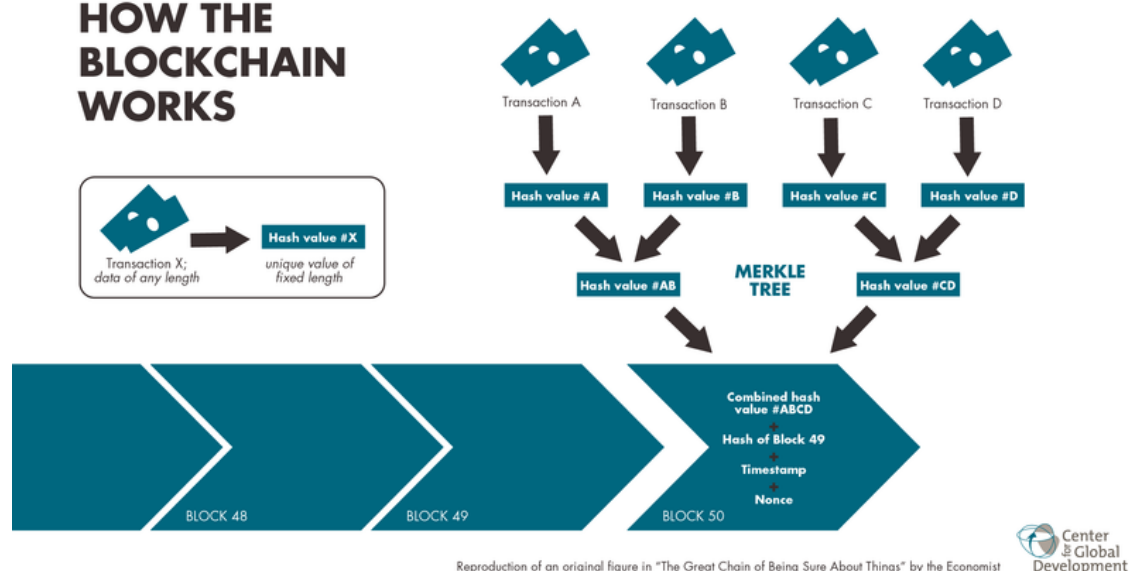 HOW THE
BLOCKCHAIN
WORKS
Transaction A
Transaction B
Transaction C
Transaction D
Hash value #A
Hash value #B
Hash value #C
Hash value #D
Transaction X;
data of any length
Hash value #X
unique value of
fixed length
Hash value #AB
MERKLE
TREE
Hash value #CD
Combined hash
value #ABCD
+
Hash of Block 49
+
Timestamp
+
Nonce
BLOCK 48
BLOCK 49
BLOCK 50
Reproduction of an original figure in "The Great Chain of Being Sure About Things" by the Economist
Center
for Global
Development